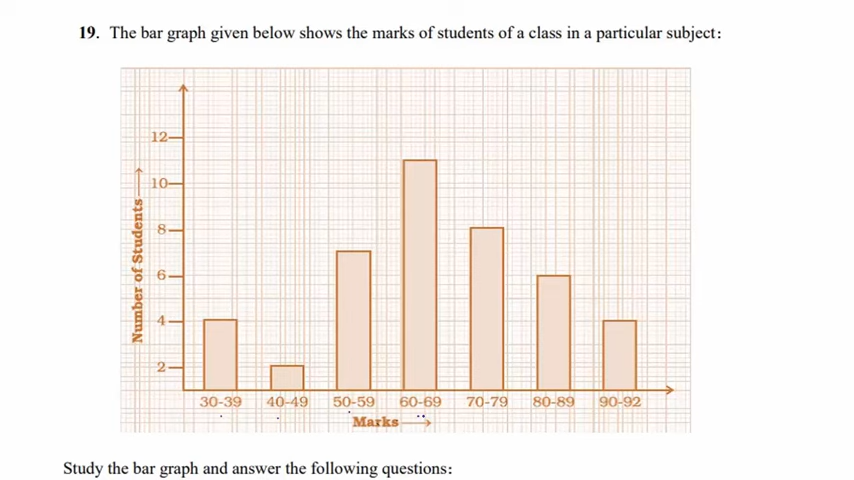 19. The bar graph given below shows the marks of students of a class in a particular subject:
12
10
8
6
4
2
Number of Students
30-39 40-49 50-59 60-69 70-79 80-89 90-92
Marks
Study the bar graph and answer the following questions: